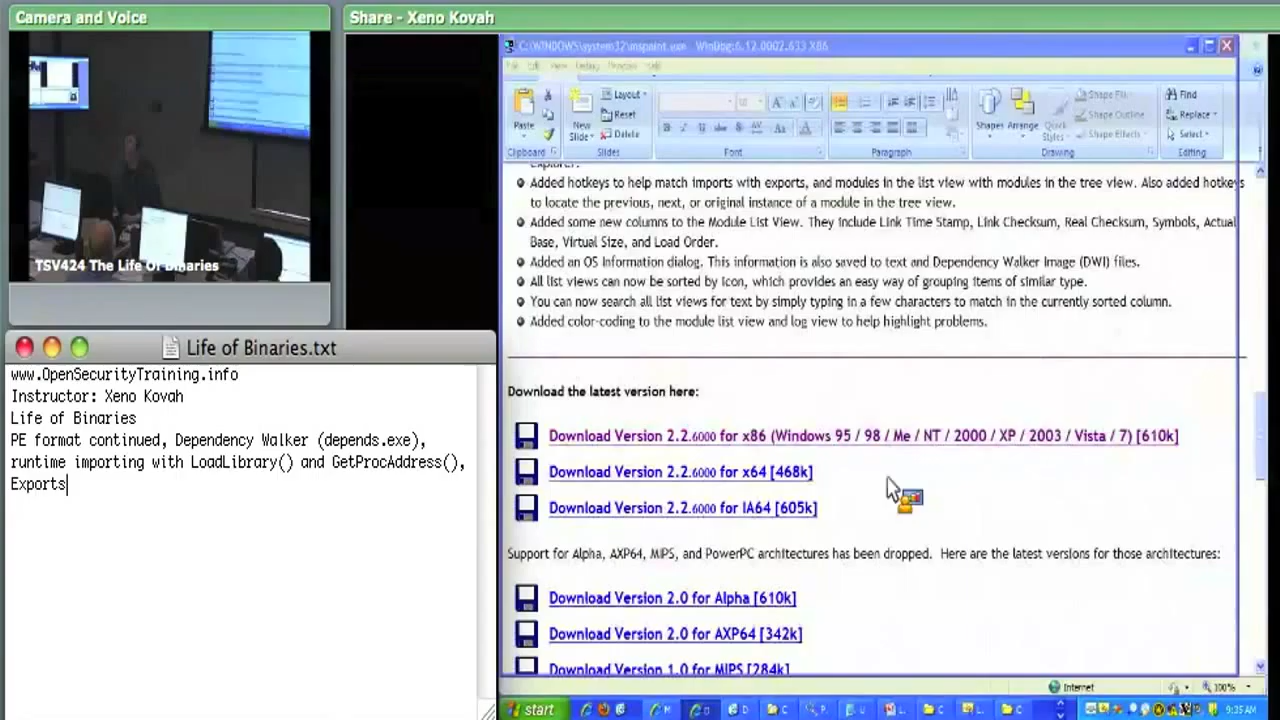 Camera and Voice
Share - Xeno Kovah
TSV424 The Life Of Binaries
Life of Binaries.txt
www.OpenSecurityTraining.info
Instructor: Xeno Kovah
Life of Binaries
PE format continued, Dependency Walker (depends.exe),
runtime importing with LoadLibrary() and GetProcAddress(),
Exports
C:\WINDOWS\system32\mspaint.exe - WinDbg:6.12.0002.633 X86
Paste
Clipboard
New
Slide
Layout
Reset
Delete
Slides
Font
Paragraph
Shapes
Arrange
Quick
Styles
Shape Fill
Shape Outline
Shape Effects
Drawing
Find
Replace
Select
Editing
Explorer.
Added hotkeys to help match imports with exports, and modules in the list view with modules in the tree view. Also added hotkeys
to locate the previous, next, or original instance of a module in the tree view.
Added some new columns to the Module List View. They include Link Time Stamp, Link Checksum, Real Checksum, Symbols, Actual
Base, Virtual Size, and Load Order.
Added an OS Information dialog. This information is also saved to text and Dependency Walker Image (DWI) files.
All list views can now be sorted by icon, which provides an easy way of grouping items of similar type.
You can now search all list views for text by simply typing in a few characters to match in the currently sorted column.
Added color-coding to the module list view and log view to help highlight problems.
Download the latest version here:
Download Version 2.2.6000 for x86 (Windows 95 / 98 / Me / NT / 2000 / XP / 2003 / Vista / 7) [610k]
Download Version 2.2.6000 for x64 [468k]
Download Version 2.2.6000 for IA64 [605k]
Support for Alpha, AXP64, MIPS, and PowerPC architectures has been dropped. Here are the latest versions for those architectures:
Download Version 2.0 for Alpha [610k]
Download Version 2.0 for AXP64 [342k]
Download Version 1.0 for MIPS [284k]
Internet
100%
start
9:35 AM